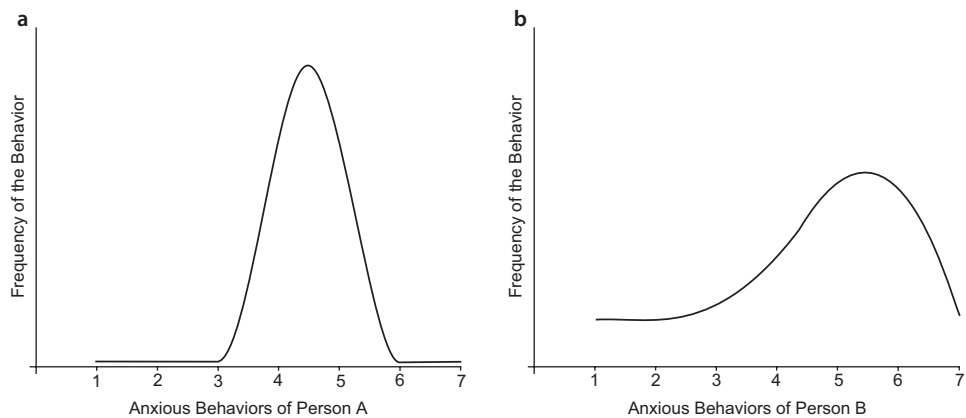 a
Frequency of the Behavior
1 2 3 4 5 6 7
Anxious Behaviors of Person A
b
Frequency of the Behavior
1 2 3 4 5 6 7
Anxious Behaviors of Person B